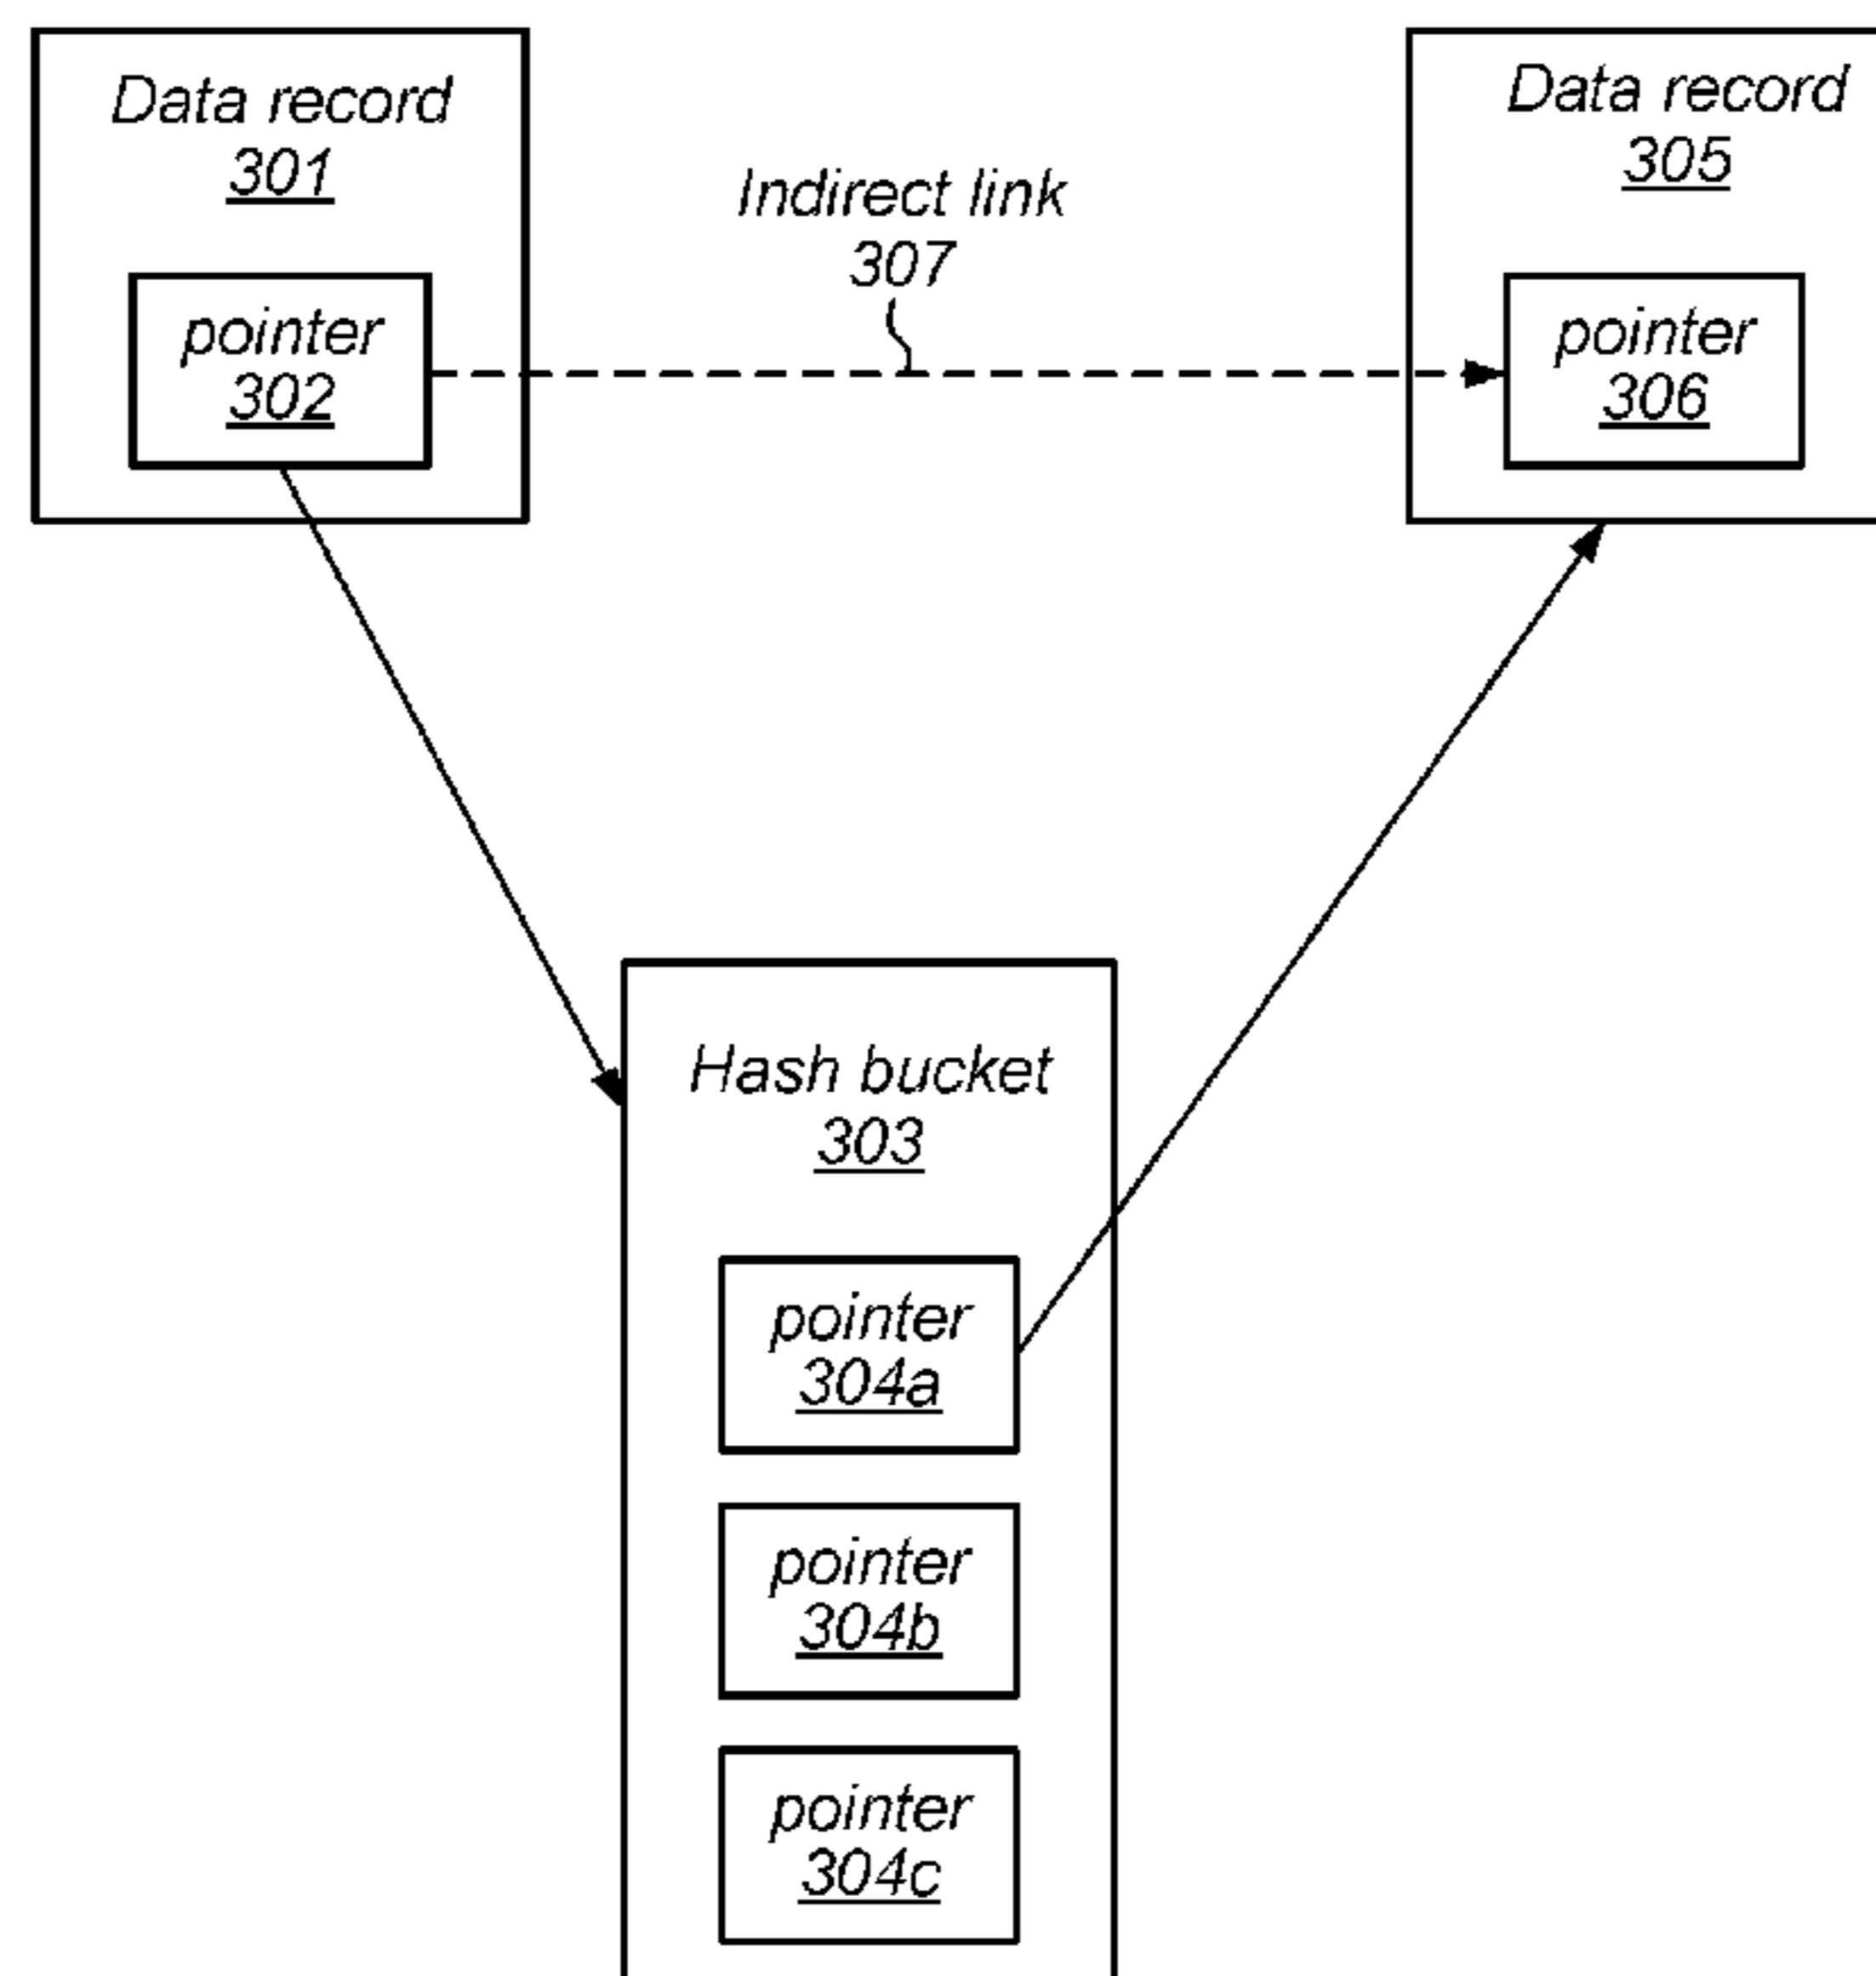 Data record
301
pointer
302
Indirect link
307
Data record
305
pointer
306
Hash bucket
303
pointer
304a
pointer
304b
pointer
304c